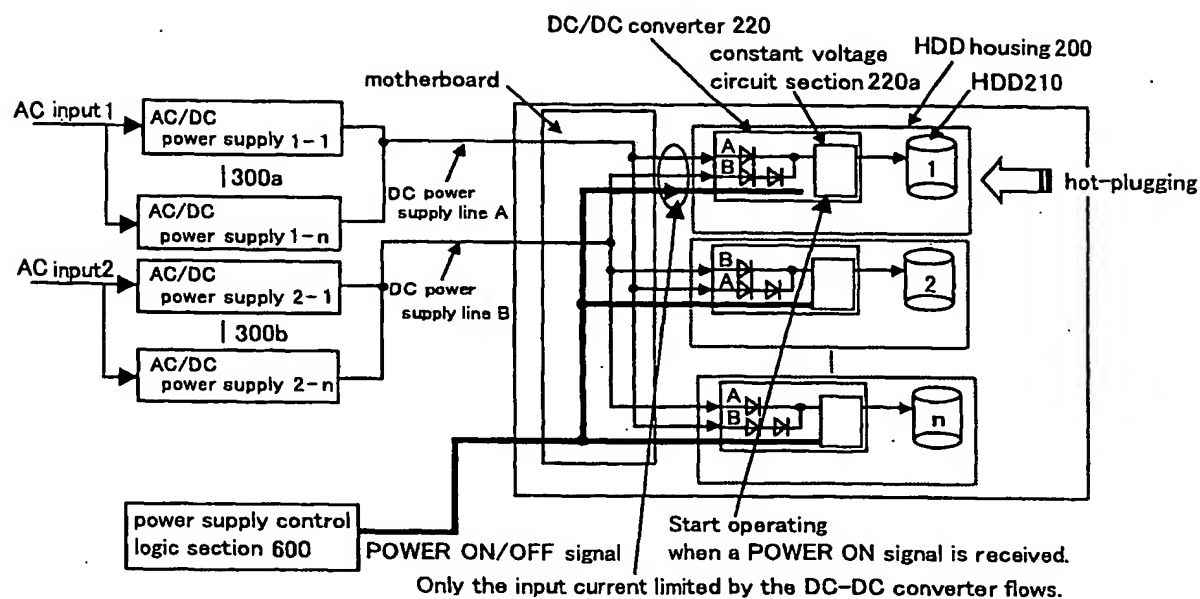 DC/DC converter 220
constant voltage
circuit section 220a
HDD housing 200
HDD210
motherboard
AC input 1
AC/DC
power supply 1-1
300a
AC/DC
power supply 1-n
DC power
supply line A
A
B
1
hot-plugging
AC input2
AC/DC
power supply 2-1
300b
AC/DC
power supply 2-n
DC power
supply line B
B
A
2
A
B
n
power supply control
logic section 600
POWER ON/OFF signal
Start operating
when a POWER ON signal is received.
Only the input current limited by the DC-DC converter flows.